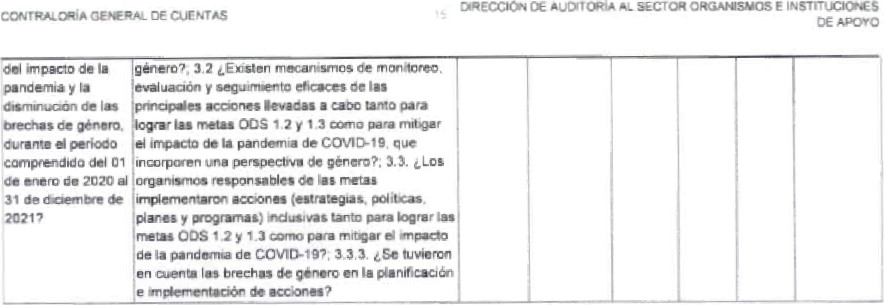 CONTRALORÍA GENERAL DE CUENTAS
15
DIRECCIÓN DE AUDITORÍA AL SECTOR ORGANISMOS E INSTITUCIONES
DE APOYO
del impacto de la
pandemia y la
disminución de las
brechas de género,
durante el período
comprendido del 01
de enero de 2020 al
31 de diciembre de
2021?
género?; 3.2 ¿Existen mecanismos de monitoreo,
evaluación y seguimiento eficaces de las
principales acciones llevadas a cabo tanto para
lograr las metas ODS 1.2 y 1.3 como para mitigar
el impacto de la pandemia de COVID-19, que
incorporen una perspectiva de género?; 3.3. ¿Los
organismos responsables de las metas
implementaron acciones (estrategias, políticas,
planes y programas) inclusivas tanto para lograr las
metas ODS 1.2 y 1.3 como para mitigar el impacto
de la pandemia de COVID-19?; 3.3.3. ¿Se tuvieron
en cuenta las brechas de género en la planificación
e implementación de acciones?